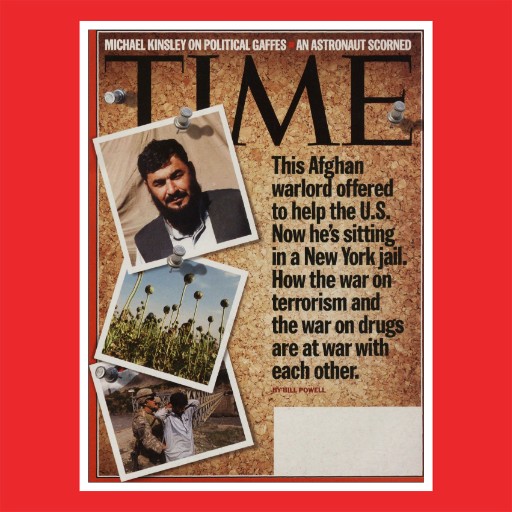 MICHAEL KINSLEY ON POLITICAL GAFFES • AN ASTRONAUT SCORNED
TIME
This Afghan
warlord offered
to help the U.S.
Now he's sitting
in a New York jail.
How the war on
terrorism and
the war on drugs
are at war with
each other.
BY BILL POWELL